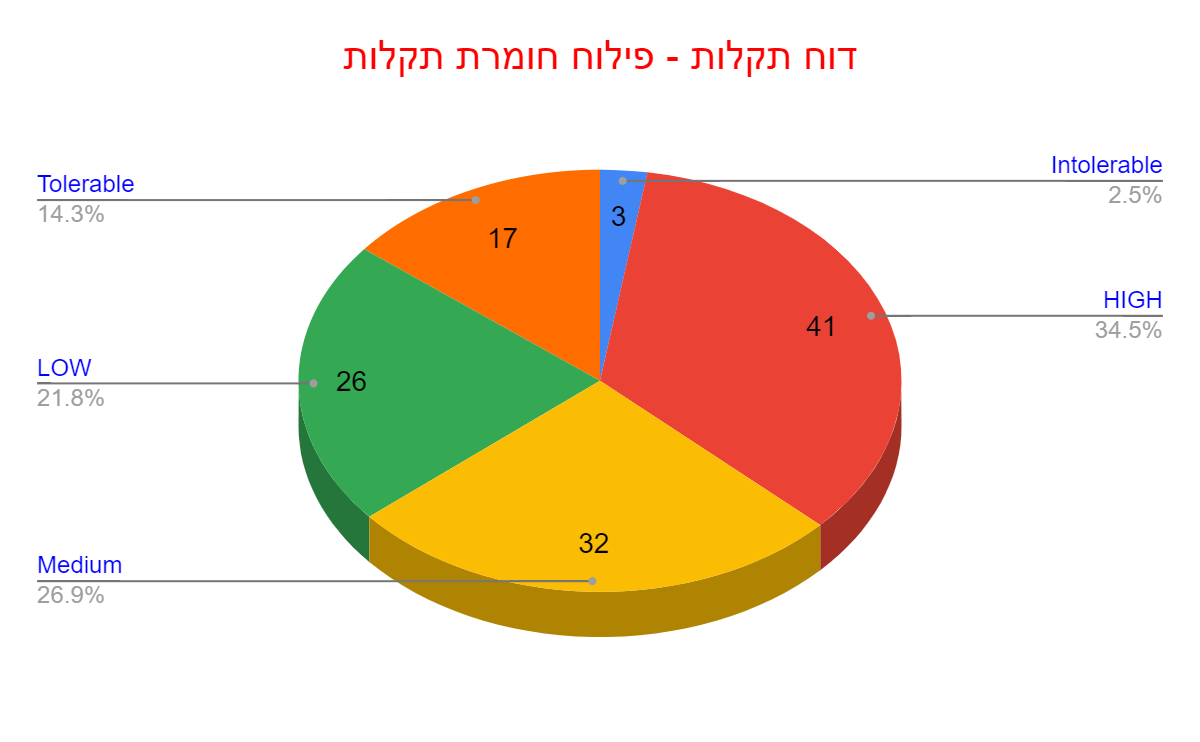 דוח תקלות - פילוח חומרת תקלות
Intolerable
2.5%
HIGH
34.5%
Tolerable
14.3%
LOW
21.8%
Medium
26.9%
3
41
17
26
32